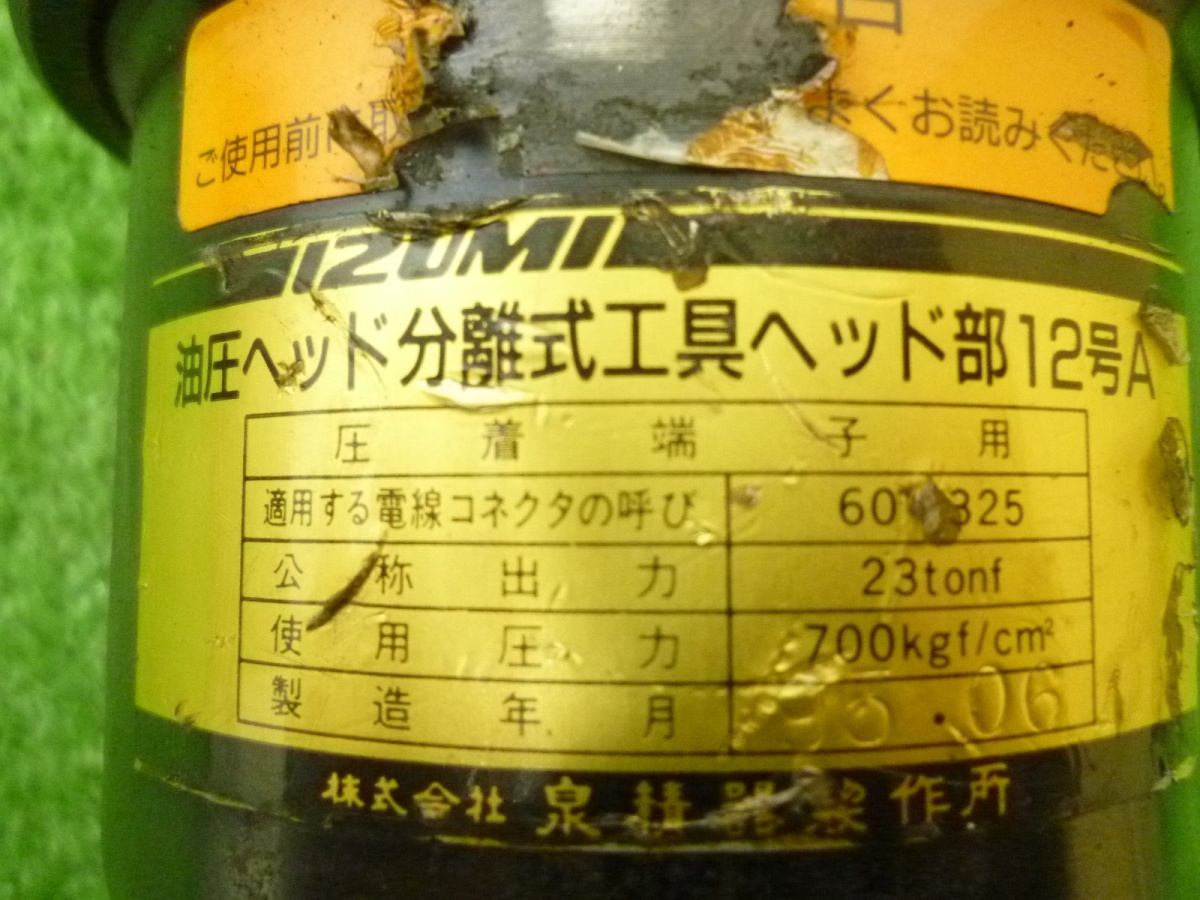 ご使用前に取
よくお読みくださ
IZUMI
油圧ヘッド分離式工具ヘッド部12号A
圧着端子用
適用する電線コネクタの呼び 60 325
公称出力 23tonf
使用圧力 700kgf/cm²
製造年月 . 06
株式会社 泉精器製作所